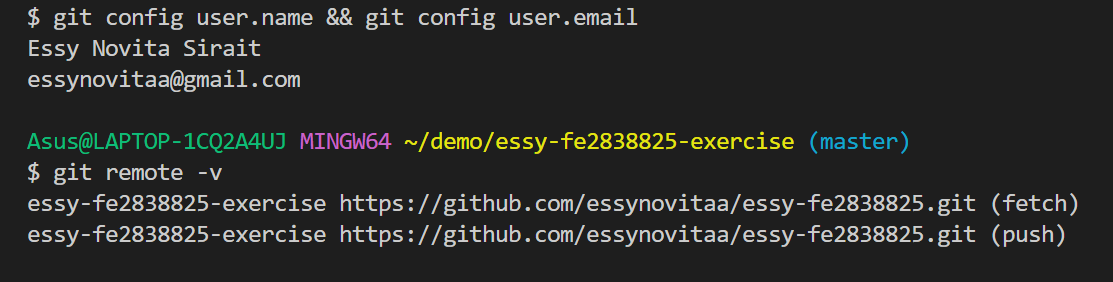 $ git config user.name && git config user.email
Essy Novita Sirait
essynovitaa@gmail.com
Asus@LAPTOP-1CQ2A4UJ MINGW64 ~/demo/essy-fe2838825-exercise (master)
$ git remote -v
essy-fe2838825-exercise https://github.com/essynovitaa/essy-fe2838825.git (fetch)
essy-fe2838825-exercise https://github.com/essynovitaa/essy-fe2838825.git (push)